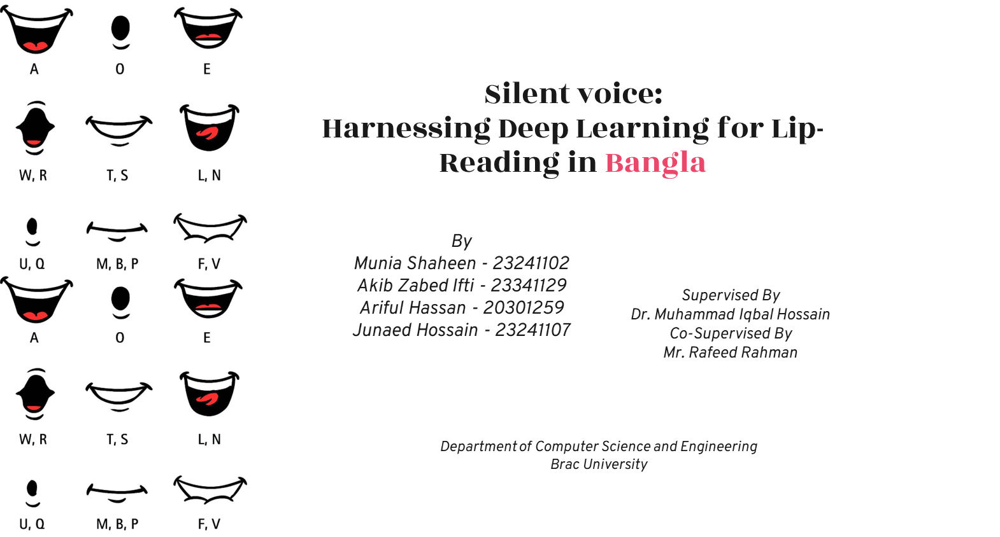 A
O
E
W, R
T, S
L, N
U, Q
M, B, P
F, V
A
O
E
W, R
T, S
L, N
U, Q
M, B, P
F, V
Silent voice:
Harnessing Deep Learning for Lip-
Reading in Bangla
By
Munia Shaheen - 23241102
Akib Zabed Ifti - 23341129
Ariful Hassan - 20301259
Junaed Hossain - 23241107
Supervised By
Dr. Muhammad Iqbal Hossain
Co-Supervised By
Mr. Rafeed Rahman
Department of Computer Science and Engineering
Brac University